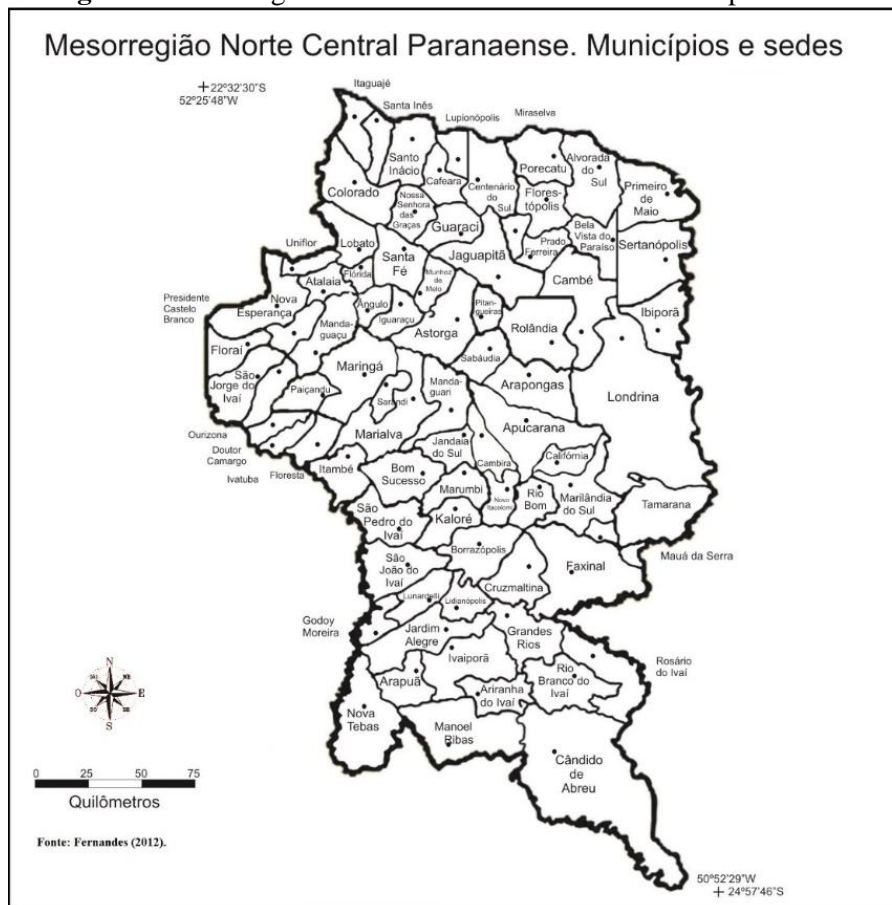 Mesorregião Norte Central Paranaense. Municípios e sedes
22º32'30"S
52º25'48"W
Itaguajé
Santa Inês
Lupionópolis
Miraselva
Santo
Inácio
Cafeara
Centenário
do
Sul
Porecatu
Alvorada
do
Sul
Primeiro
de
Maio
Colorado
Nossa
Senhora
das
Graças
Flores-
tópolis
Guaraci
Bela
Vista do
Paraíso
Sertanópolis
Uniflor
Lobato
Santa
Fé
Jaguapitã
Prado
Ferreira
Cambé
Flórida
Atalaia
Munhoz
de
Melo
Presidente
Castelo
Branco
Nova
Esperança
Ângulo
Iguaraçu
Astorga
Pitan-
gueiras
Rolândia
Ibiporã
Manda-
guaçu
Floraí
Maringá
Sabáudia
São
Jorge do
Ivaí
Paiçandu
Sarandi
Manda-
guari
Arapongas
Londrina
Marialva
Apucarana
Ourizona
Doutor
Camargo
Ivatuba
Floresta
Itambé
Jandaia
do Sul
Cambira
Califórnia
Bom
Sucesso
Marumbi
Novo
Itacolomi
Rio
Bom
Marilândia
do Sul
Tamarana
São
Pedro do
Ivaí
Kaloré
Borrazópolis
Mauá da Serra
São
João do
Ivaí
Cruzmaltina
Faxinal
Lunardelli
Lidianópolis
Godoy
Moreira
Jardim
Alegre
Grandes
Rios
Ivaiporã
Rosário
do Ivaí
Arapuã
Ariranha
do Ivaí
Rio
Branco do
Ivaí
Nova
Tebas
Manoel
Ribas
Cândido
de
Abreu
N
O
E
S
0 25 50 75
Quilômetros
Fonte: Fernandes (2012).
50º52'29"W
24º57'46"S